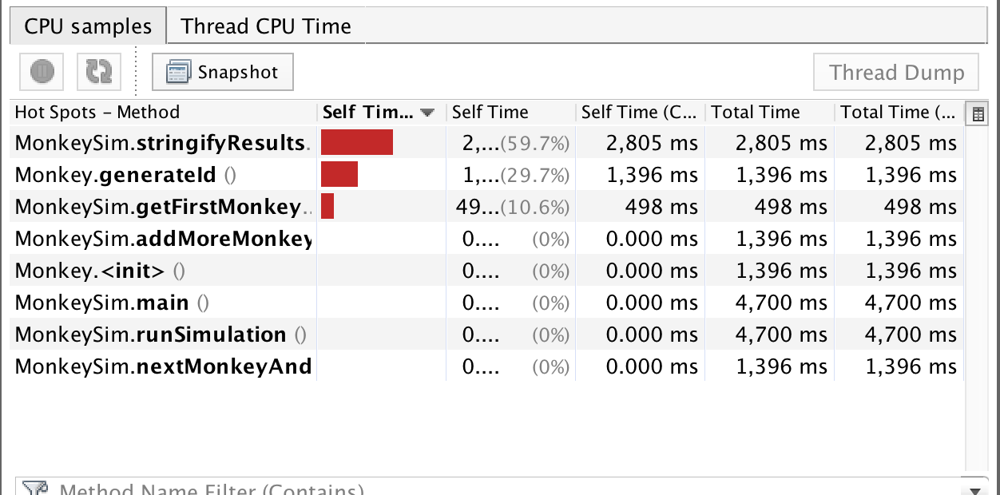 CPU samples Thread CPU Time
Snapshot Thread Dump
Hot Spots – Method Self Tim... Self Time Self Time (C... Total Time Total Time (...
MonkeySim.stringifyResults. 2,...(59.7%) 2,805 ms 2,805 ms 2,805 ms
Monkey.generateId () 1,...(29.7%) 1,396 ms 1,396 ms 1,396 ms
MonkeySim.getFirstMonkey.. 49...(10.6%) 498 ms 498 ms 498 ms
MonkeySim.addMoreMonkey 0.... (0%) 0.000 ms 1,396 ms 1,396 ms
Monkey.<init> () 0.... (0%) 0.000 ms 1,396 ms 1,396 ms
MonkeySim.main () 0.... (0%) 0.000 ms 4,700 ms 4,700 ms
MonkeySim.runSimulation () 0.... (0%) 0.000 ms 4,700 ms 4,700 ms
MonkeySim.nextMonkeyAnd 0.... (0%) 0.000 ms 1,396 ms 1,396 ms
Method Name Filter (Contains)